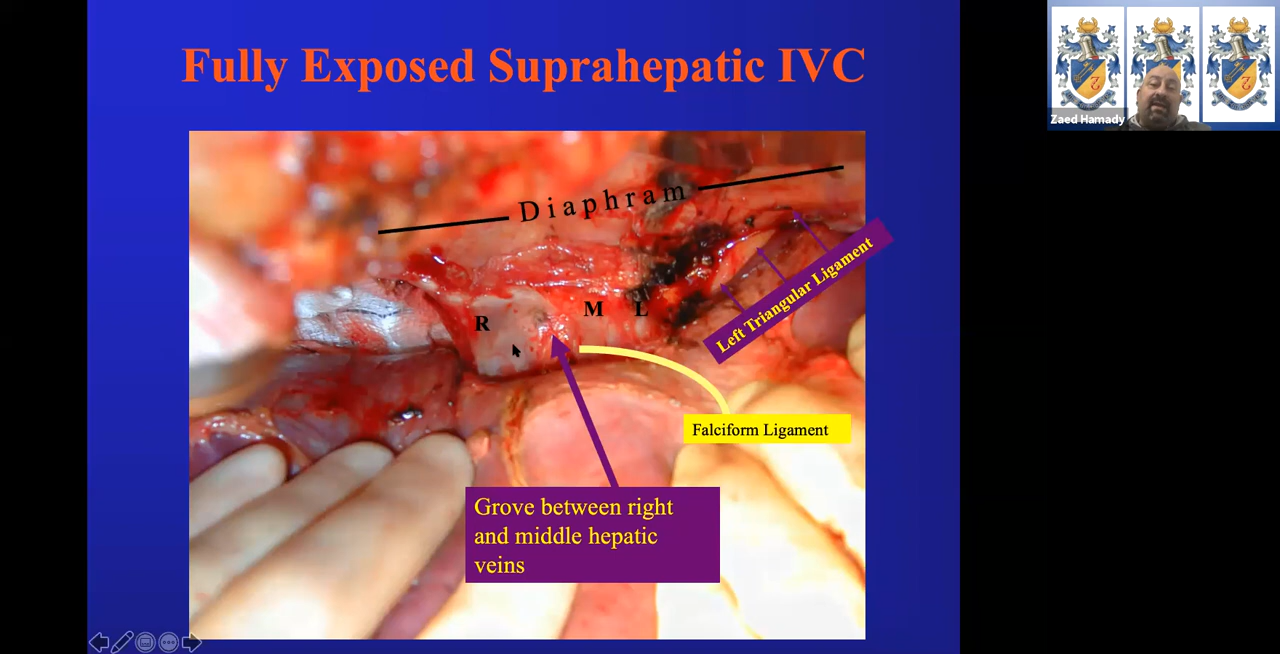 Fully Exposed Suprahepatic IVC
Zaed Hamady
Diaphram
R
M
L
Left Triangular Ligament
Falciform Ligament
Grove between right
and middle hepatic
veins